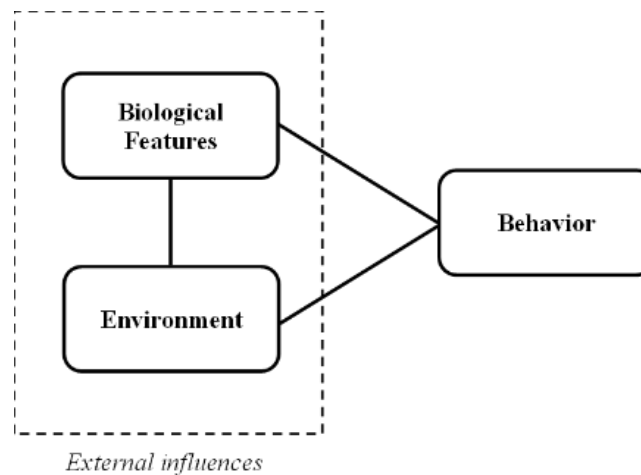 Biological
Features
Behavior
Environment
External influences